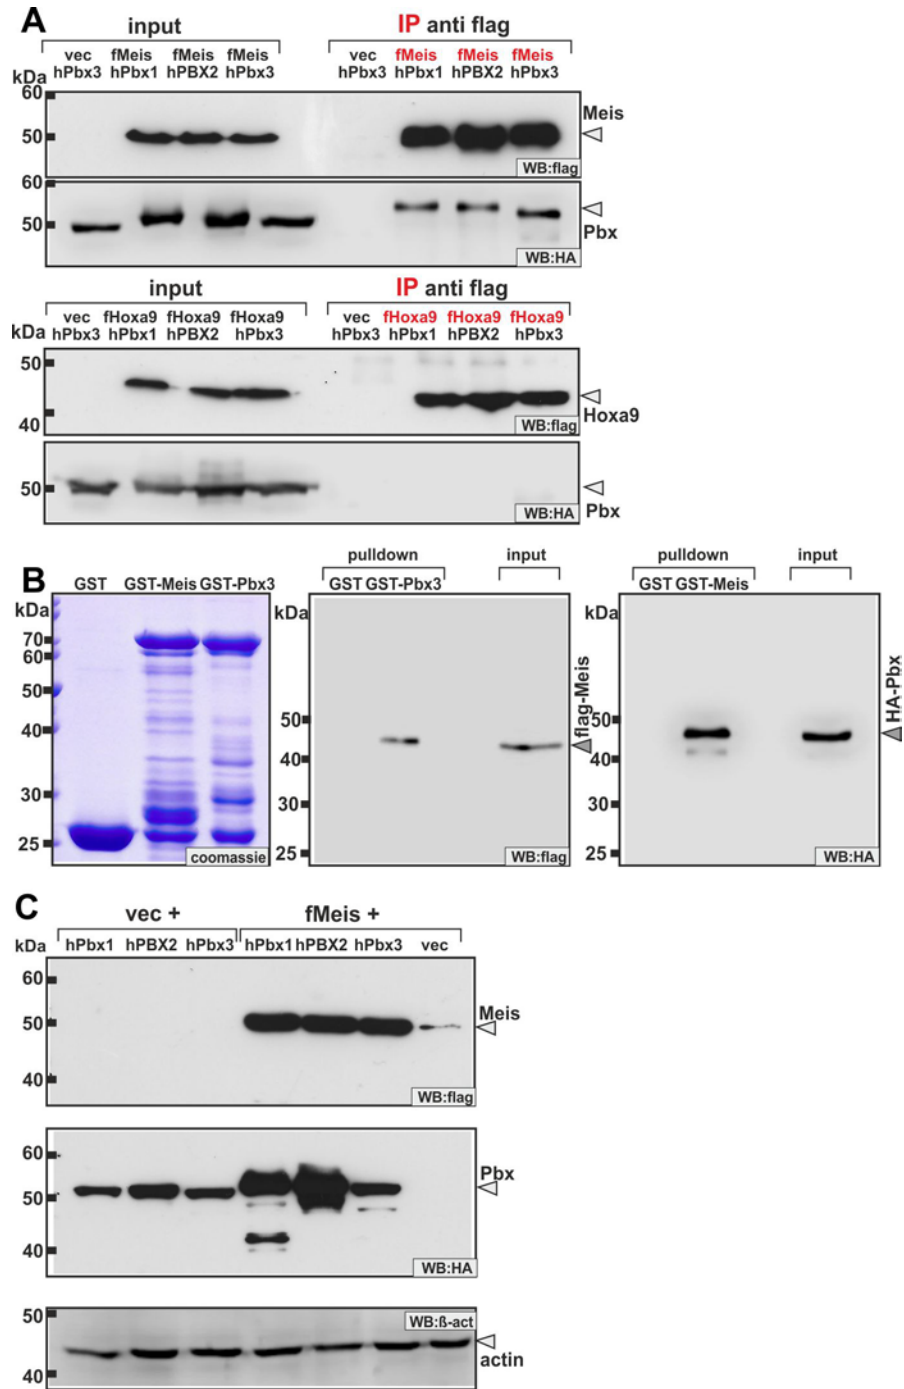 A
input
IP anti flag
vec fMeis fMeis fMeis
hPbx3 hPbx1 hPBX2 hPbx3
vec fMeis fMeis fMeis
hPbx3 hPbx1 hPBX2 hPbx3
kDa
60
50
Meis
WB:flag
60
50
Pbx
WB:HA
input
IP anti flag
vec fHoxa9 fHoxa9 fHoxa9
hPbx3 hPbx1 hPBX2 hPbx3
vec fHoxa9 fHoxa9 fHoxa9
hPbx3 hPbx1 hPBX2 hPbx3
kDa
50
40
Hoxa9
WB:flag
50
Pbx
WB:HA
B
GST GST-Meis GST-Pbx3
kDa
70
60
50
40
30
25
coomassie
pulldown input
GST GST-Pbx3
kDa
50
40
30
25
flag-Meis
WB:flag
pulldown input
GST GST-Meis
kDa
50
40
30
25
HA-Pbx
WB:HA
C
vec + fMeis +
kDa hPbx1 hPBX2 hPbx3 hPbx1 hPBX2 hPbx3 vec
60
50
40
Meis
WB:flag
60
50
40
Pbx
WB:HA
50
40
WB:ß-act
actin